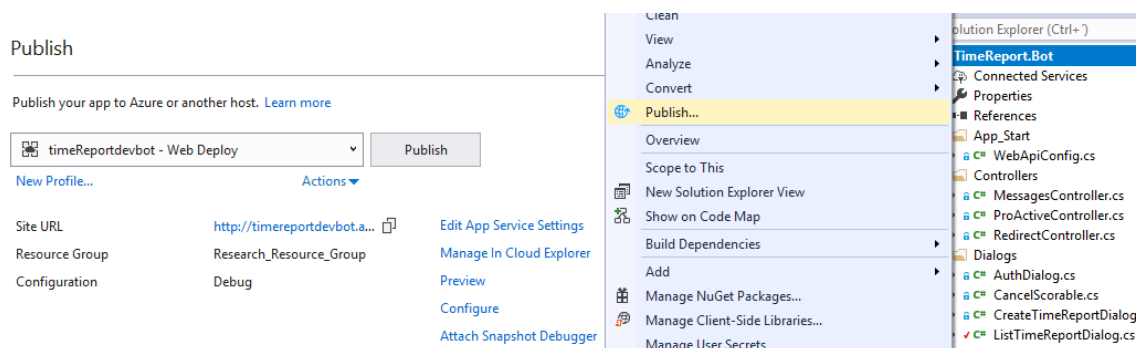 Publish
Publish your app to Azure or another host. Learn more
timeReportdevbot - Web Deploy
Publish
New Profile...
Actions
Site URL
http://timereportdevbot.a...
Edit App Service Settings
Resource Group
Research_Resource_Group
Manage In Cloud Explorer
Configuration
Debug
Preview
Configure
Attach Snapshot Debugger
Clean
View
Analyze
Convert
Publish...
Overview
Scope to This
New Solution Explorer View
Show on Code Map
Build Dependencies
Add
Manage NuGet Packages...
Manage Client-Side Libraries...
Manage User Secrets
olution Explorer (Ctrl+¨)
TimeReport.Bot
Connected Services
Properties
References
App_Start
C# WebApiConfig.cs
Controllers
C# MessagesController.cs
C# ProActiveController.cs
C# RedirectController.cs
Dialogs
C# AuthDialog.cs
C# CancelScorable.cs
C# CreateTimeReportDialog
C# ListTimeReportDialog.cs